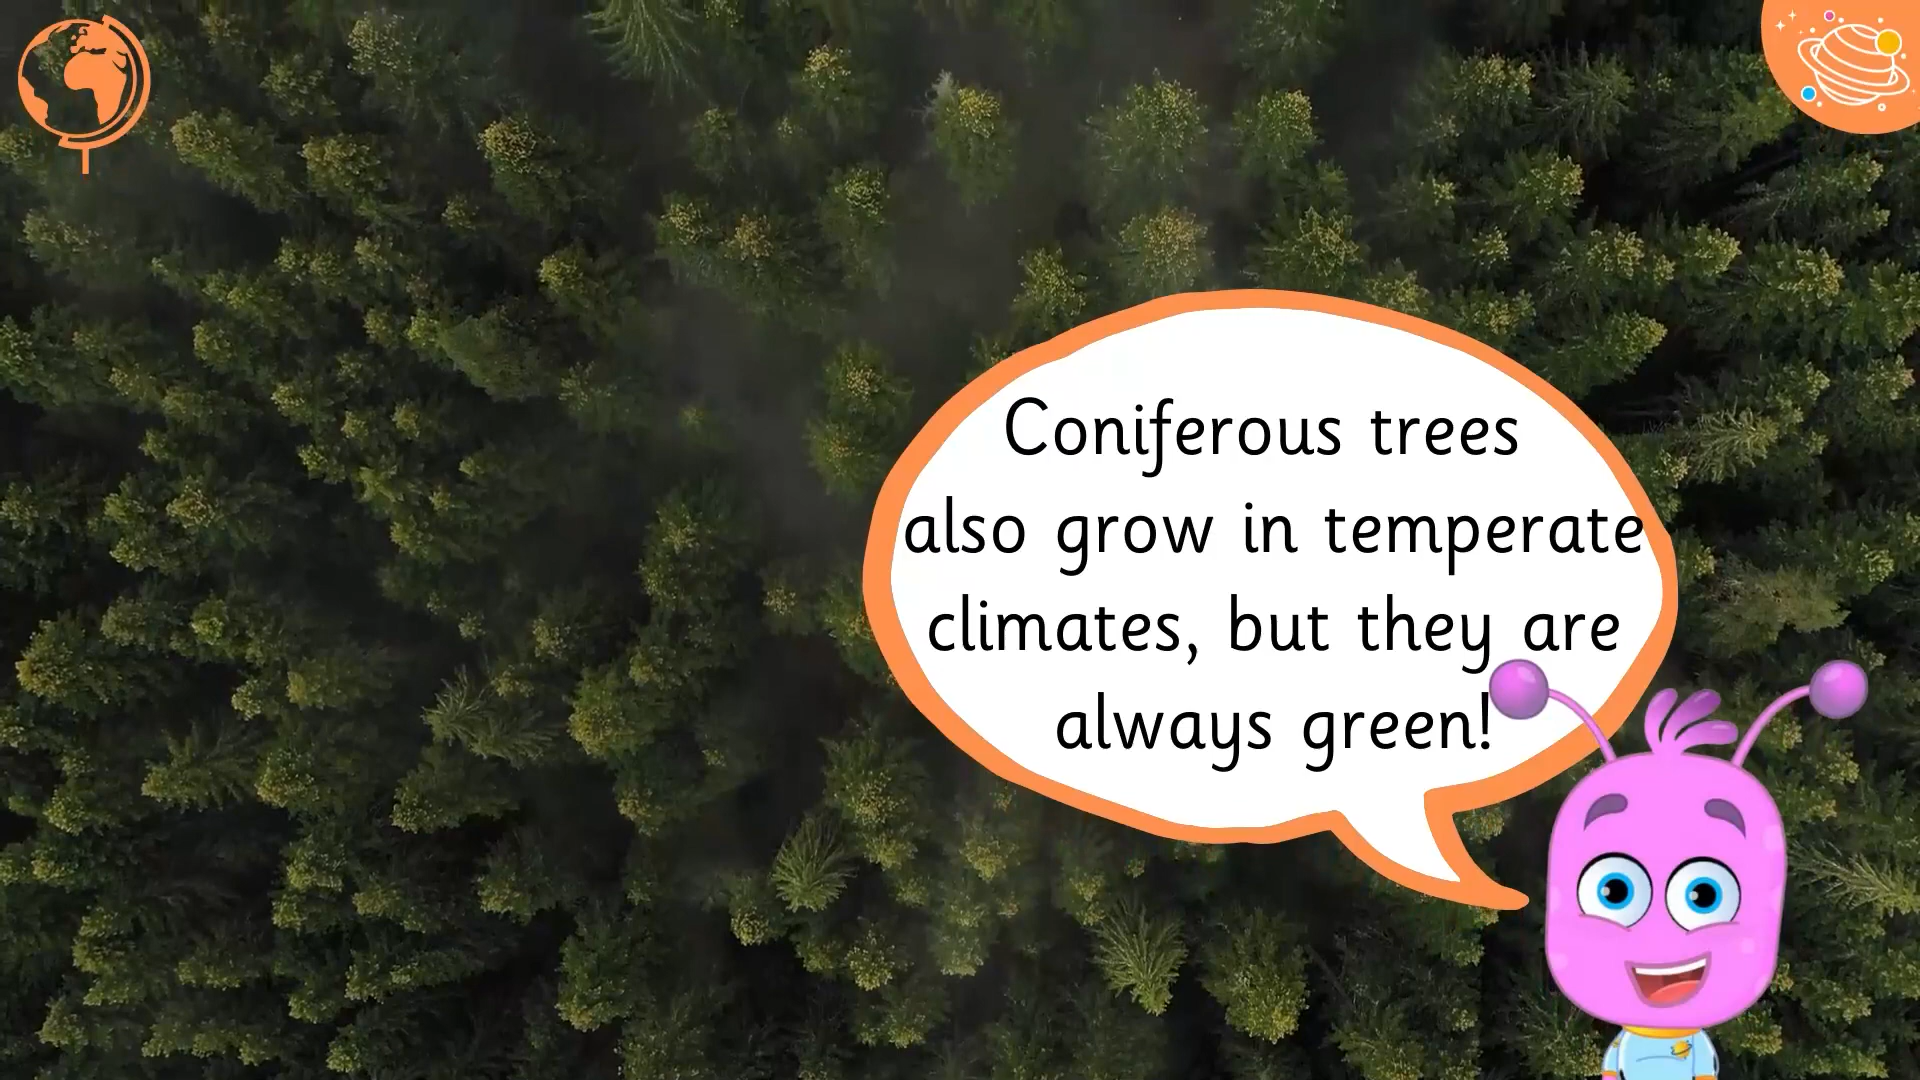 Coniferous trees
also grow in temperate
climates, but they are
always green!